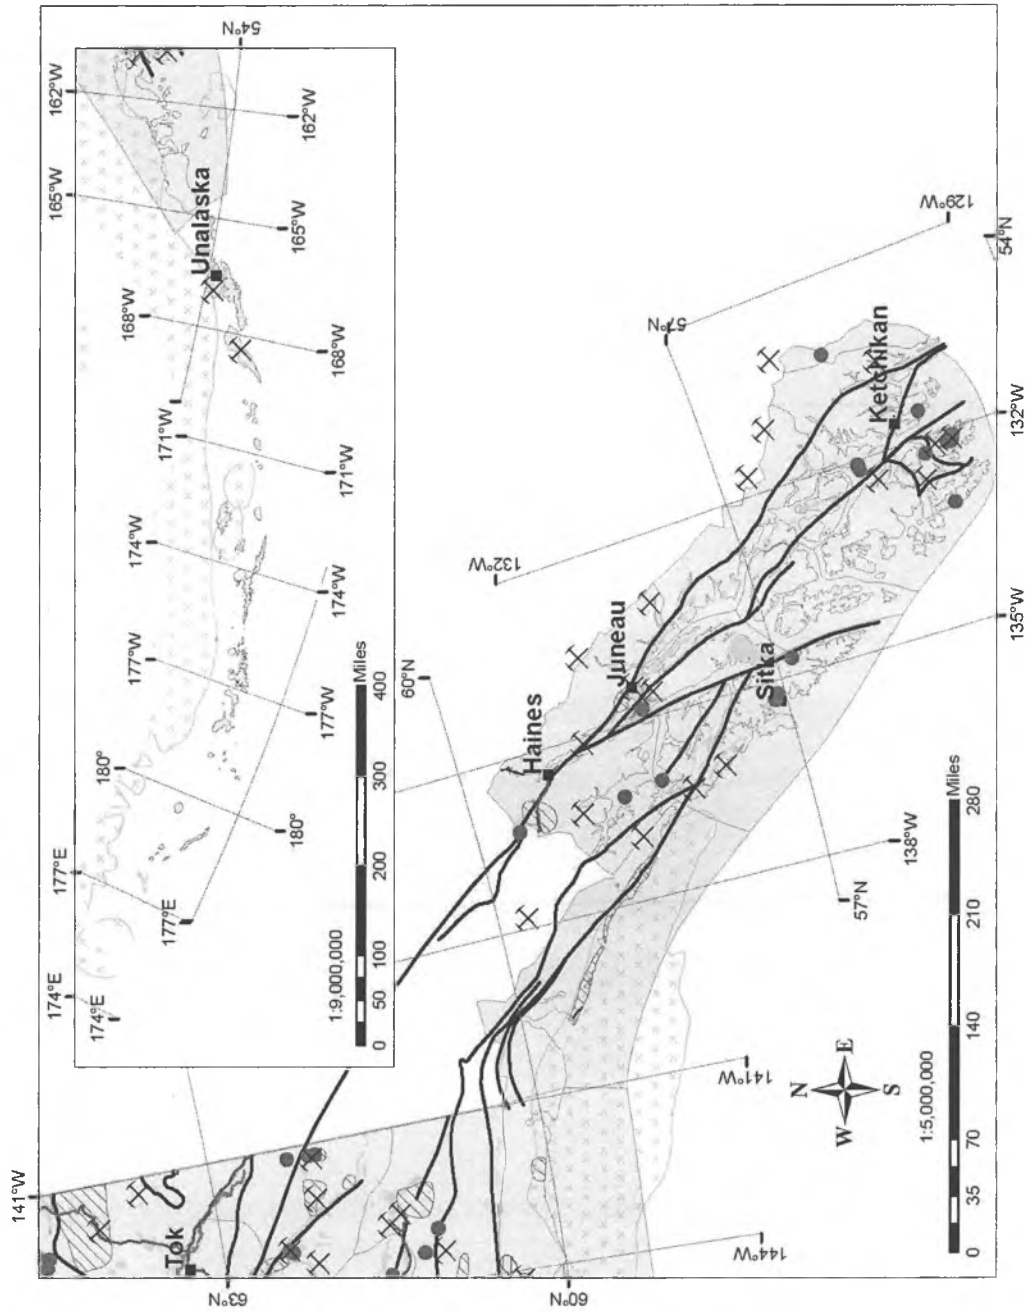 162°W
54°N
165°W
Unalaska
162°W
165°W
168°W
168°W
171°W
171°W
174°W
174°W
177°W
177°W
180°
180°
177°E
177°E
174°E
174°E
1:9,000,000
0 50 100 200 300 400
Miles
141°W
Tok
63°N
60°N
60°N
Haines
Juneau
Sitka
Ketchikan
132°W
57°N
129°W
54°N
132°W
135°W
138°W
57°N
141°W
144°W
N
W E
S
1:5,000,000
0 35 70 140 210 280
Miles